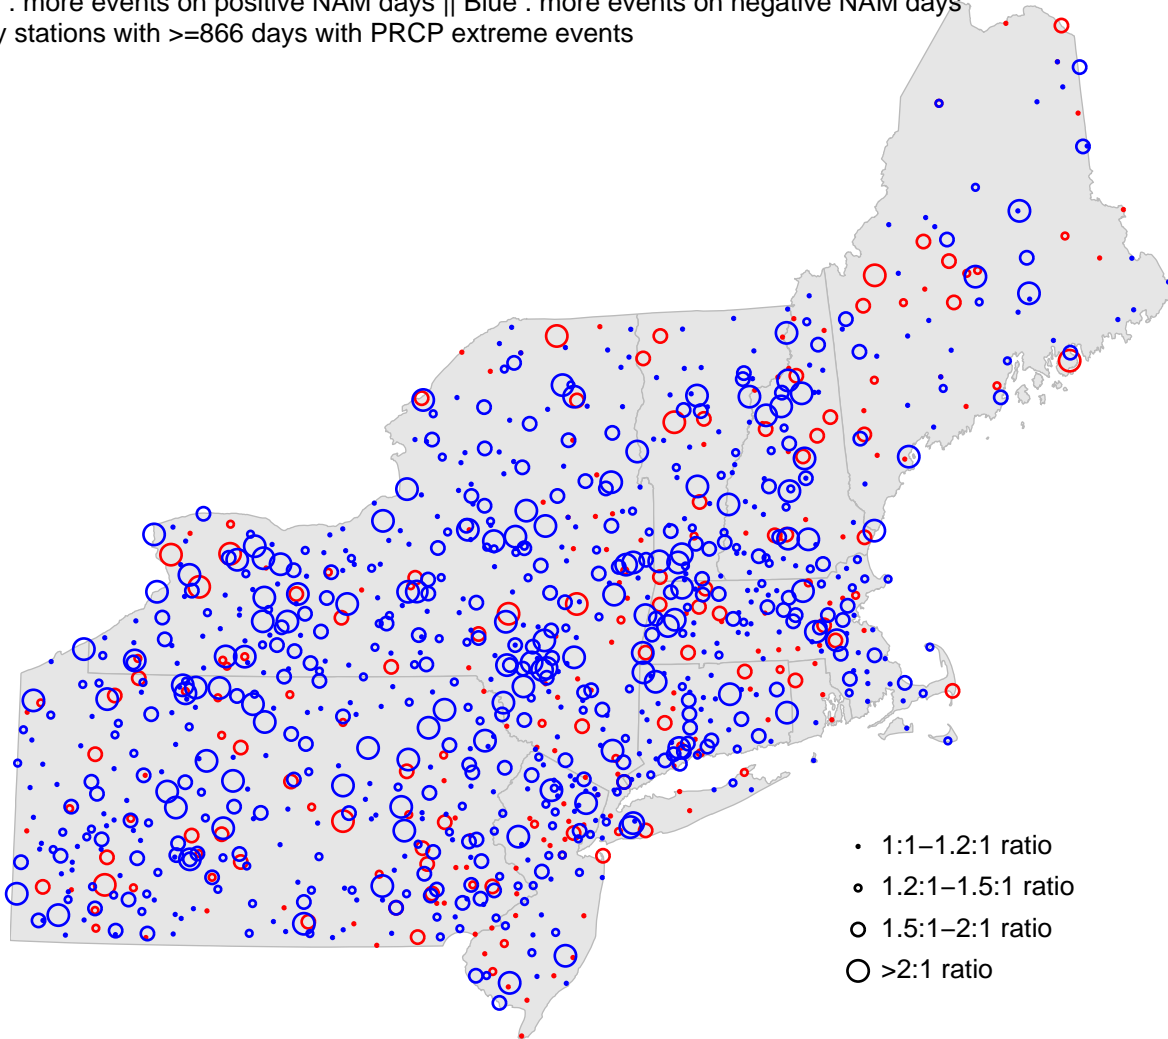 : more events on positive NAM days || Blue : more events on negative NAM days
stations with >=866 days with PRCP extreme events
1:1–1.2:1 ratio
1.2:1–1.5:1 ratio
1.5:1–2:1 ratio
>2:1 ratio